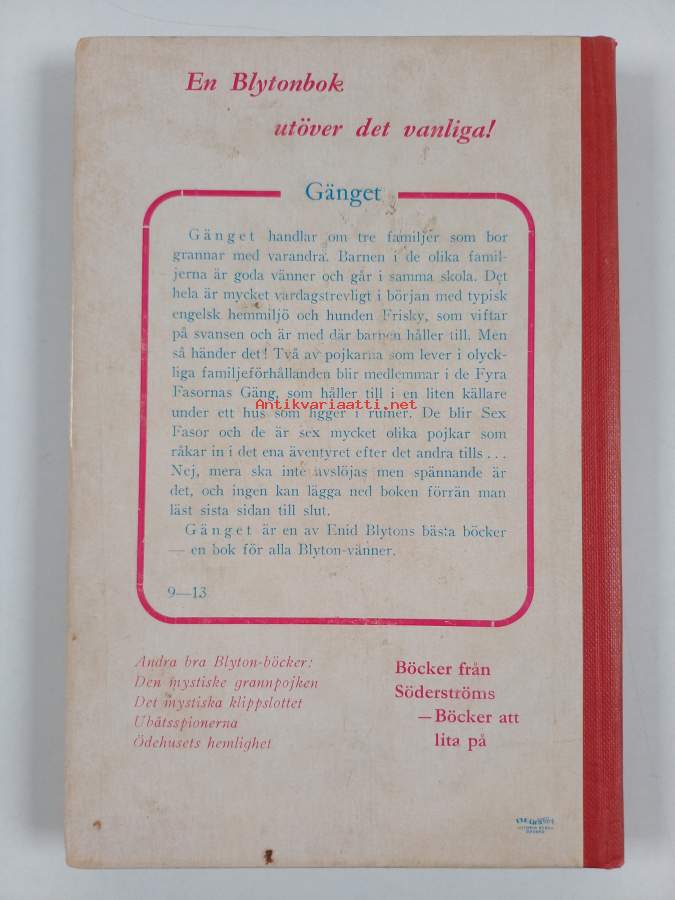 En Blytonbok
utöver det vanliga!
Gänget
Gänget handlar om tre familjer som bor
grannar med varandra. Barnen i de olika famil-
jerna är goda vänner och går i samma skola. Det
hela är mycket vardagstrevligt i början med typisk
engelsk hemmiljö och hunden Frisky, som viftar
på svansen och är med där barnen håller till. Men
så händer det! Två av pojkarna som lever i olyck-
liga familjeförhållanden blir medlemmar i de Fyra
Fasornas Gäng, som håller till i en liten källare
Antikvariaatti.net
under ett hus som ligger i ruiner. De blir Sex
Fasor och de är sex mycket olika pojkar som
råkar in i det ena äventyret efter det andra tills . . .
Nej, mera ska inte avslöjas men spännande är
det, och ingen kan lägga ned boken förrän man
läst sista sidan till slut.
Gänget är en av Enid Blytons bästa böcker
— en bok för alla Blyton-vänner.
9—13
Andra bra Blyton-böcker:
Den mystiske grannpojken
Det mystiska klippslottet
Ubåtsspionerna
Ödehusets hemlighet
Böcker från
Söderströms
—Böcker att
lita på